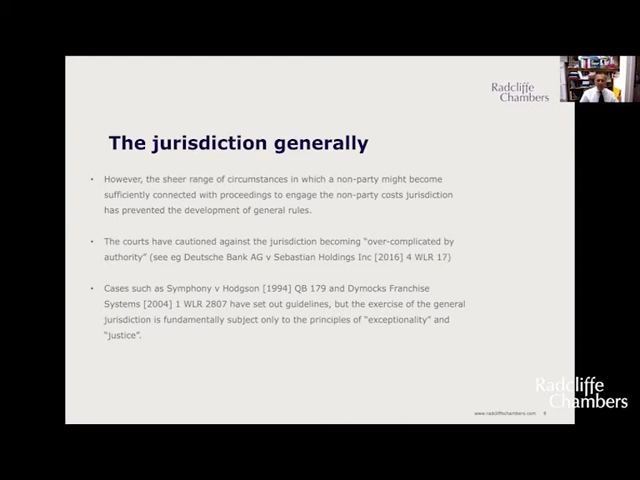 Radcliffe
Chambers
The jurisdiction generally
• However, the sheer range of circumstances in which a non-party might become
sufficiently connected with proceedings to engage the non-party costs jurisdiction
has prevented the development of general rules.
• The courts have cautioned against the jurisdiction becoming “over-complicated by
authority” (see eg Deutsche Bank AG v Sebastian Holdings Inc [2016] 4 WLR 17)
• Cases such as Symphony v Hodgson [1994] QB 179 and Dymocks Franchise
Systems [2004] 1 WLR 2807 have set out guidelines, but the exercise of the general
jurisdiction is fundamentally subject only to the principles of “exceptionality” and
“justice”.
Radcliffe
Chambers
www.radcliffechambers.com